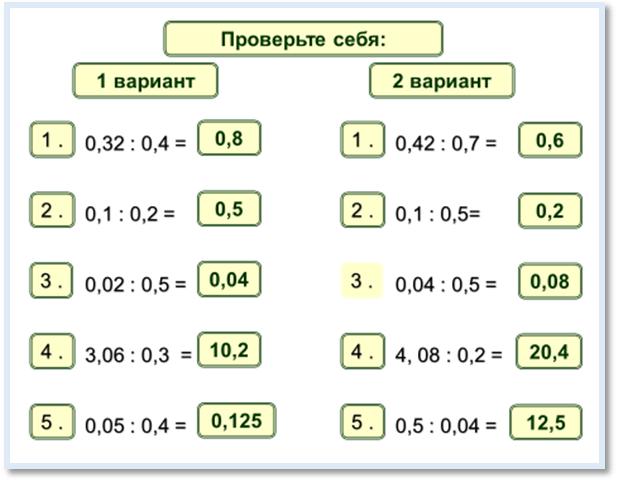 Проверьте себя:
1 вариант
2 вариант
1 . 0,32 : 0,4 = 0,8
1 . 0,42 : 0,7 = 0,6
2 . 0,1 : 0,2 = 0,5
2 . 0,1 : 0,5= 0,2
3 . 0,02 : 0,5 = 0,04
3 . 0,04 : 0,5 = 0,08
4 . 3,06 : 0,3 = 10,2
4 . 4, 08 : 0,2 = 20,4
5 . 0,05 : 0,4 = 0,125
5 . 0,5 : 0,04 = 12,5